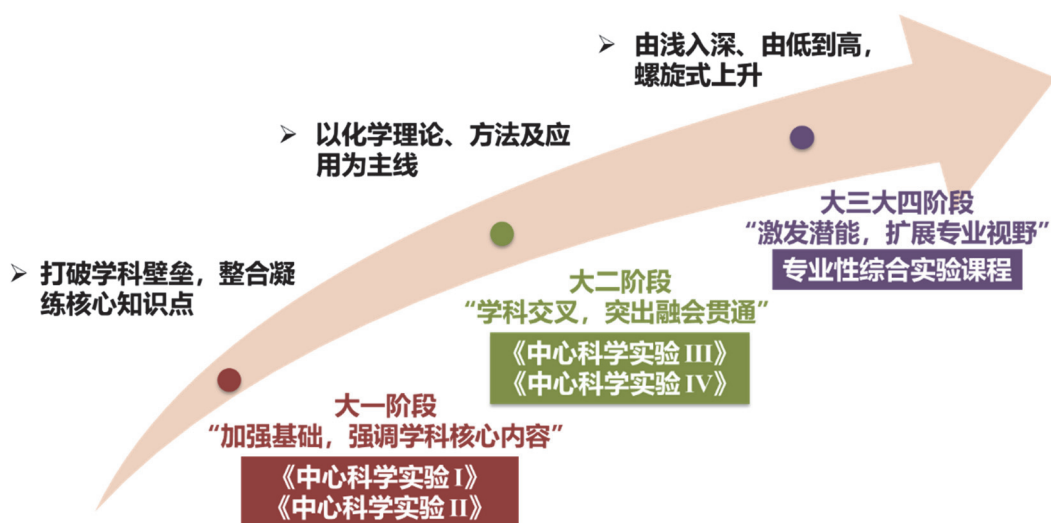 ➢ 由浅入深、由低到高，
螺旋式上升
➢ 以化学理论、方法及应
用为主线
➢ 打破学科壁垒，整合凝
练核心知识点
大三大四阶段
“激发潜能，扩展专业视野”
专业性综合实验课程
大二阶段
“学科交叉，突出融会贯通”
《中心科学实验 III》
《中心科学实验 IV》
大一阶段
“加强基础，强调学科核心内容”
《中心科学实验 I》
《中心科学实验 II》